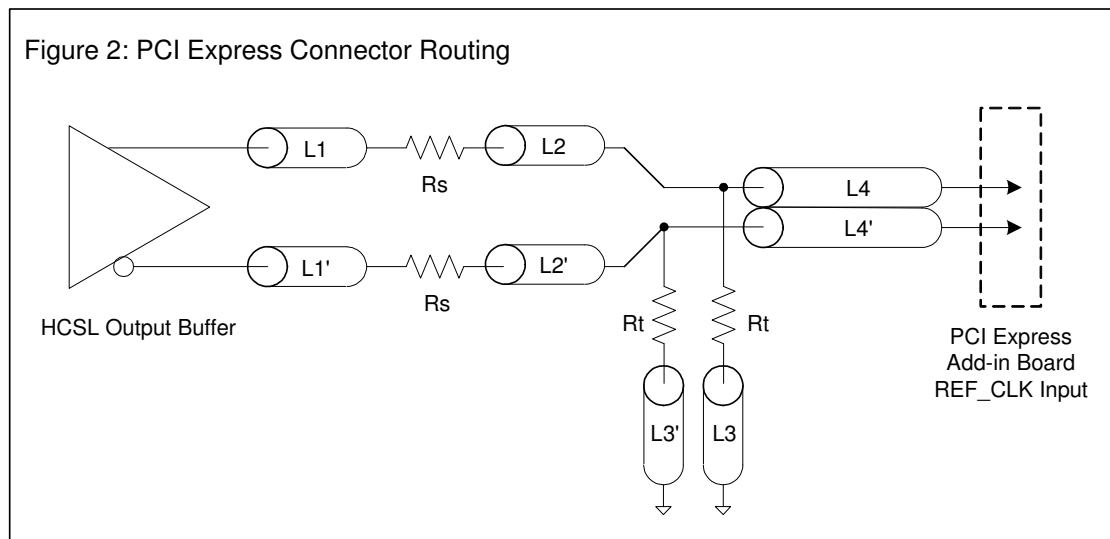 Figure 2: PCI Express Connector Routing
L1
Rs
L2
L4
L4'
L1'
Rs
L2'
HCSL Output Buffer
Rt
Rt
L3'
L3
PCI Express
Add-in Board
REF_CLK Input